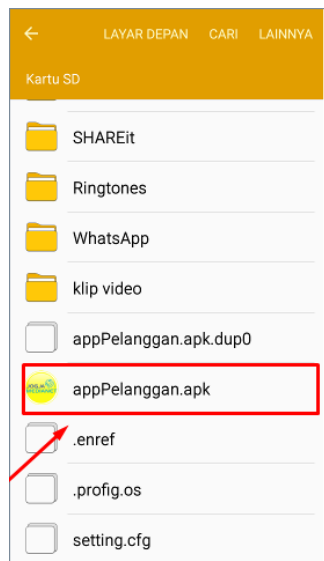 LAYAR DEPAN CARI LAINNYA
Kartu SD
SHAREit
Ringtones
WhatsApp
klip video
appPelanggan.apk.dup0
appPelanggan.apk
.enref
.profig.os
setting.cfg